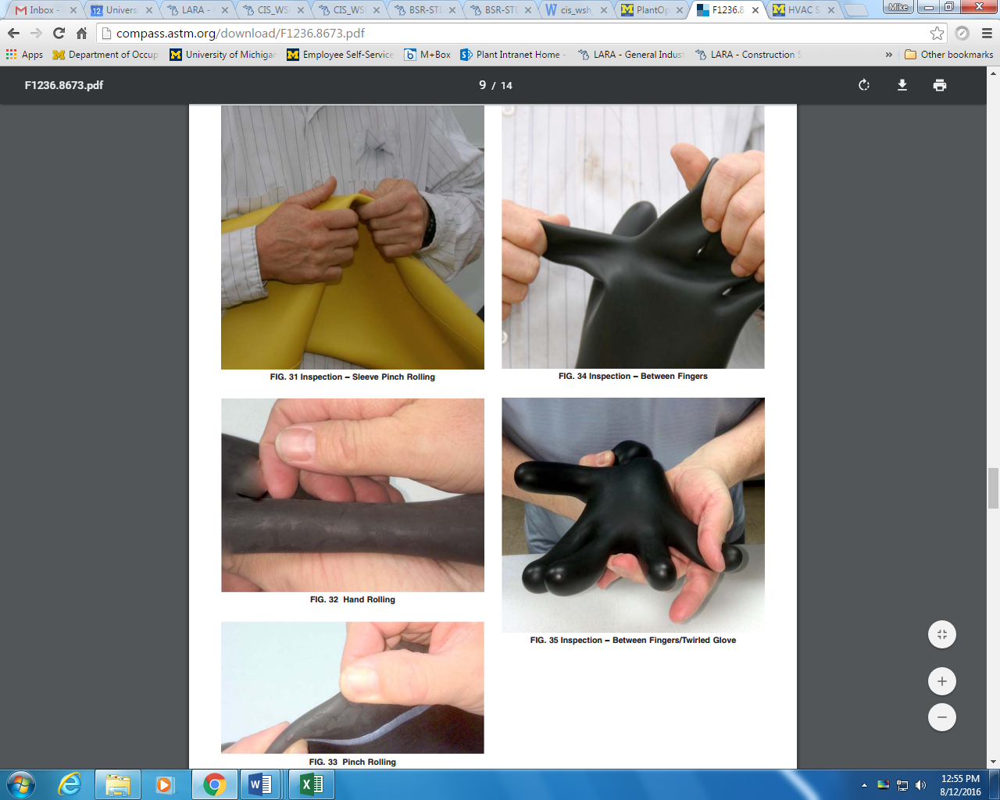 Inbox -
Univers
LARA -
CIS_WS
CIS_WS
BSR-STE
BSR-STE
cis_wsh
PlantOp
F1236.8
HVAC S
Mike
compass.astm.org/download/F1236.8673.pdf
Apps
Department of Occup
University of Michigan
Employee Self-Service
M+Box
Plant Intranet Home -
LARA - General Indust
LARA - Construction S
»
Other bookmarks
F1236.8673.pdf
9 / 14
FIG. 31 Inspection – Sleeve Pinch Rolling
FIG. 32 Hand Rolling
FIG. 33 Pinch Rolling
FIG. 34 Inspection – Between Fingers
FIG. 35 Inspection – Between Fingers/Twirled Glove
12:55 PM
8/12/2016